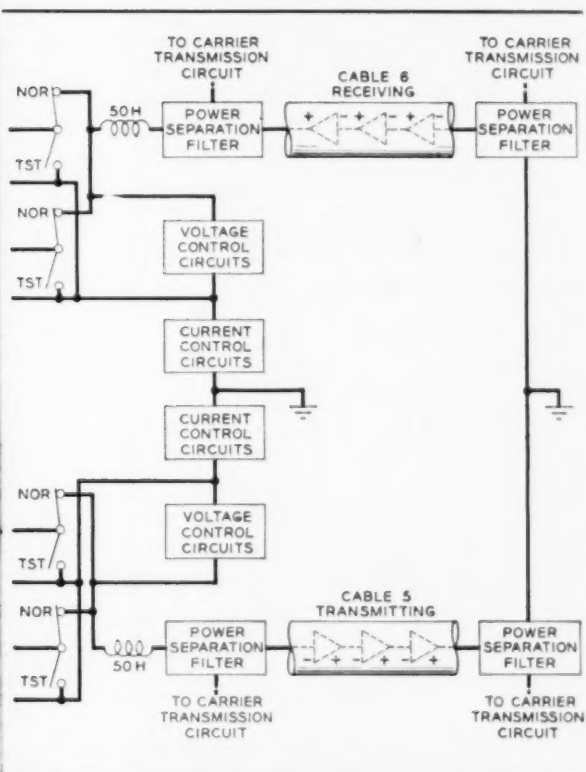 TO CARRIER
TRANSMISSION
CIRCUIT
TO CARRIER
TRANSMISSION
CIRCUIT
CABLE 6
RECEIVING
NOR
50 H
POWER
SEPARATION
FILTER
+ - + - + -
POWER
SEPARATION
FILTER
TST
NOR
VOLTAGE
CONTROL
CIRCUITS
TST
CURRENT
CONTROL
CIRCUITS
CURRENT
CONTROL
CIRCUITS
NOR
VOLTAGE
CONTROL
CIRCUITS
TST
CABLE 5
TRANSMITTING
NOR
50 H
POWER
SEPARATION
FILTER
- + - + - +
POWER
SEPARATION
FILTER
TST
TO CARRIER
TRANSMISSION
CIRCUIT
TO CARRIER
TRANSMISSION
CIRCUIT